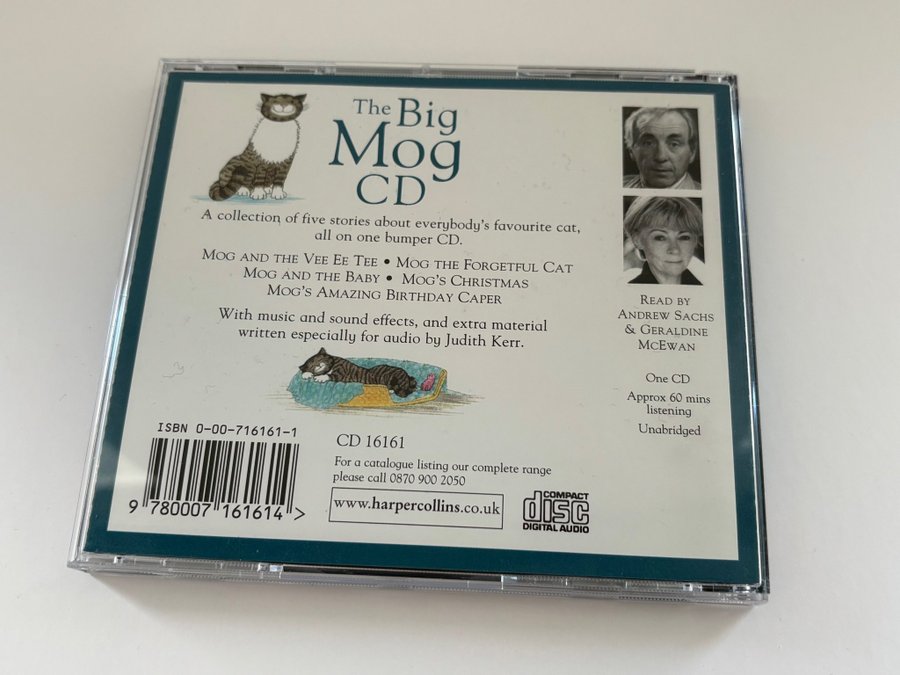 The Big
Mog
CD
A collection of five stories about everybody's favourite cat,
all on one bumper CD.
MOG AND THE VEE EE TEE • MOG THE FORGETFUL CAT
MOG AND THE BABY • MOG'S CHRISTMAS
MOG'S AMAZING BIRTHDAY CAPER
With music and sound effects, and extra material
written especially for audio by Judith Kerr.
READ BY
ANDREW SACHS
& GERALDINE
MCEWAN
One CD
Approx 60 mins
listening
Unabridged
ISBN 0-00-716161-1
9 780007 161614 >
CD 16161
For a catalogue listing our complete range
please call 0870 900 2050
www.harpercollins.co.uk
COMPACT
disc
DIGITAL AUDIO